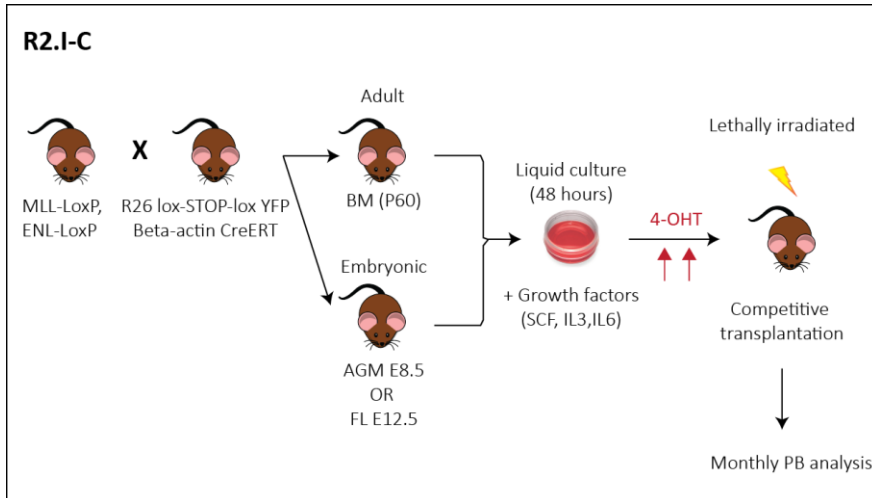 R2.I-C
MLL-LoxP,
ENL-LoxP
X
R26 lox-STOP-lox YFP
Beta-actin CreERT
Adult
BM (P60)
Embryonic
AGM E8.5
OR
FL E12.5
Liquid culture
(48 hours)
+ Growth factors
(SCF, IL3,IL6)
4-OHT
Lethally irradiated
Competitive
transplantation
Monthly PB analysis